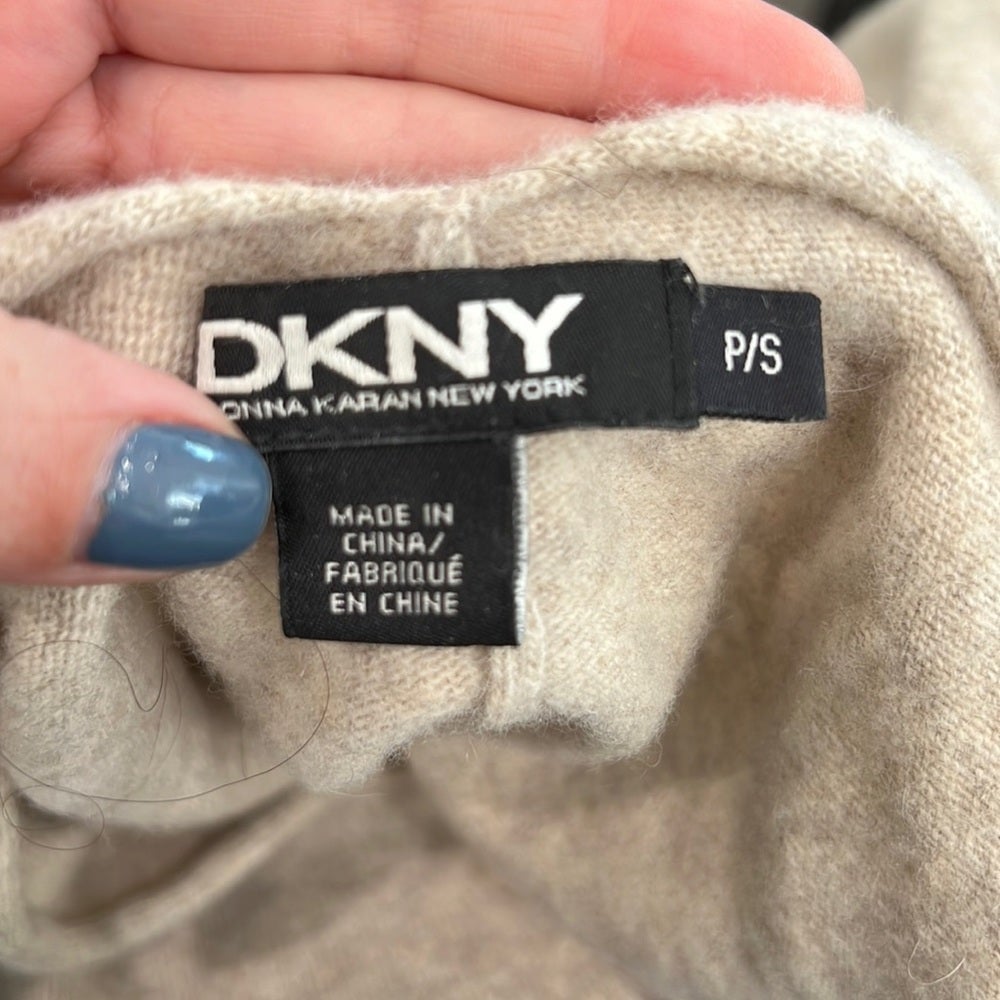 DKNY
DONNA KARAN NEW YORK
P/S
MADE IN
CHINA/
FABRIQUÉ
EN CHINE